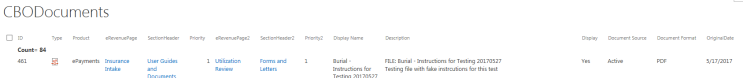 CBODocuments
ID Type Product eRevenuePage SectionHeader Priority eRevenuePage2 SectionHeader2 Priority2 Display Name Description Display Document Source Document Format OriginalDate
Count= 84
461 ePayments Insurance User Guides 1 Utilization Forms and 1 Burial - FILE: Burial - Instructions for Testing 20170527 Yes Active PDF 5/17/2017
Intake and Review Letters Instructions for Testing file with fake instrcutions for this test
Documents Testing 20170527